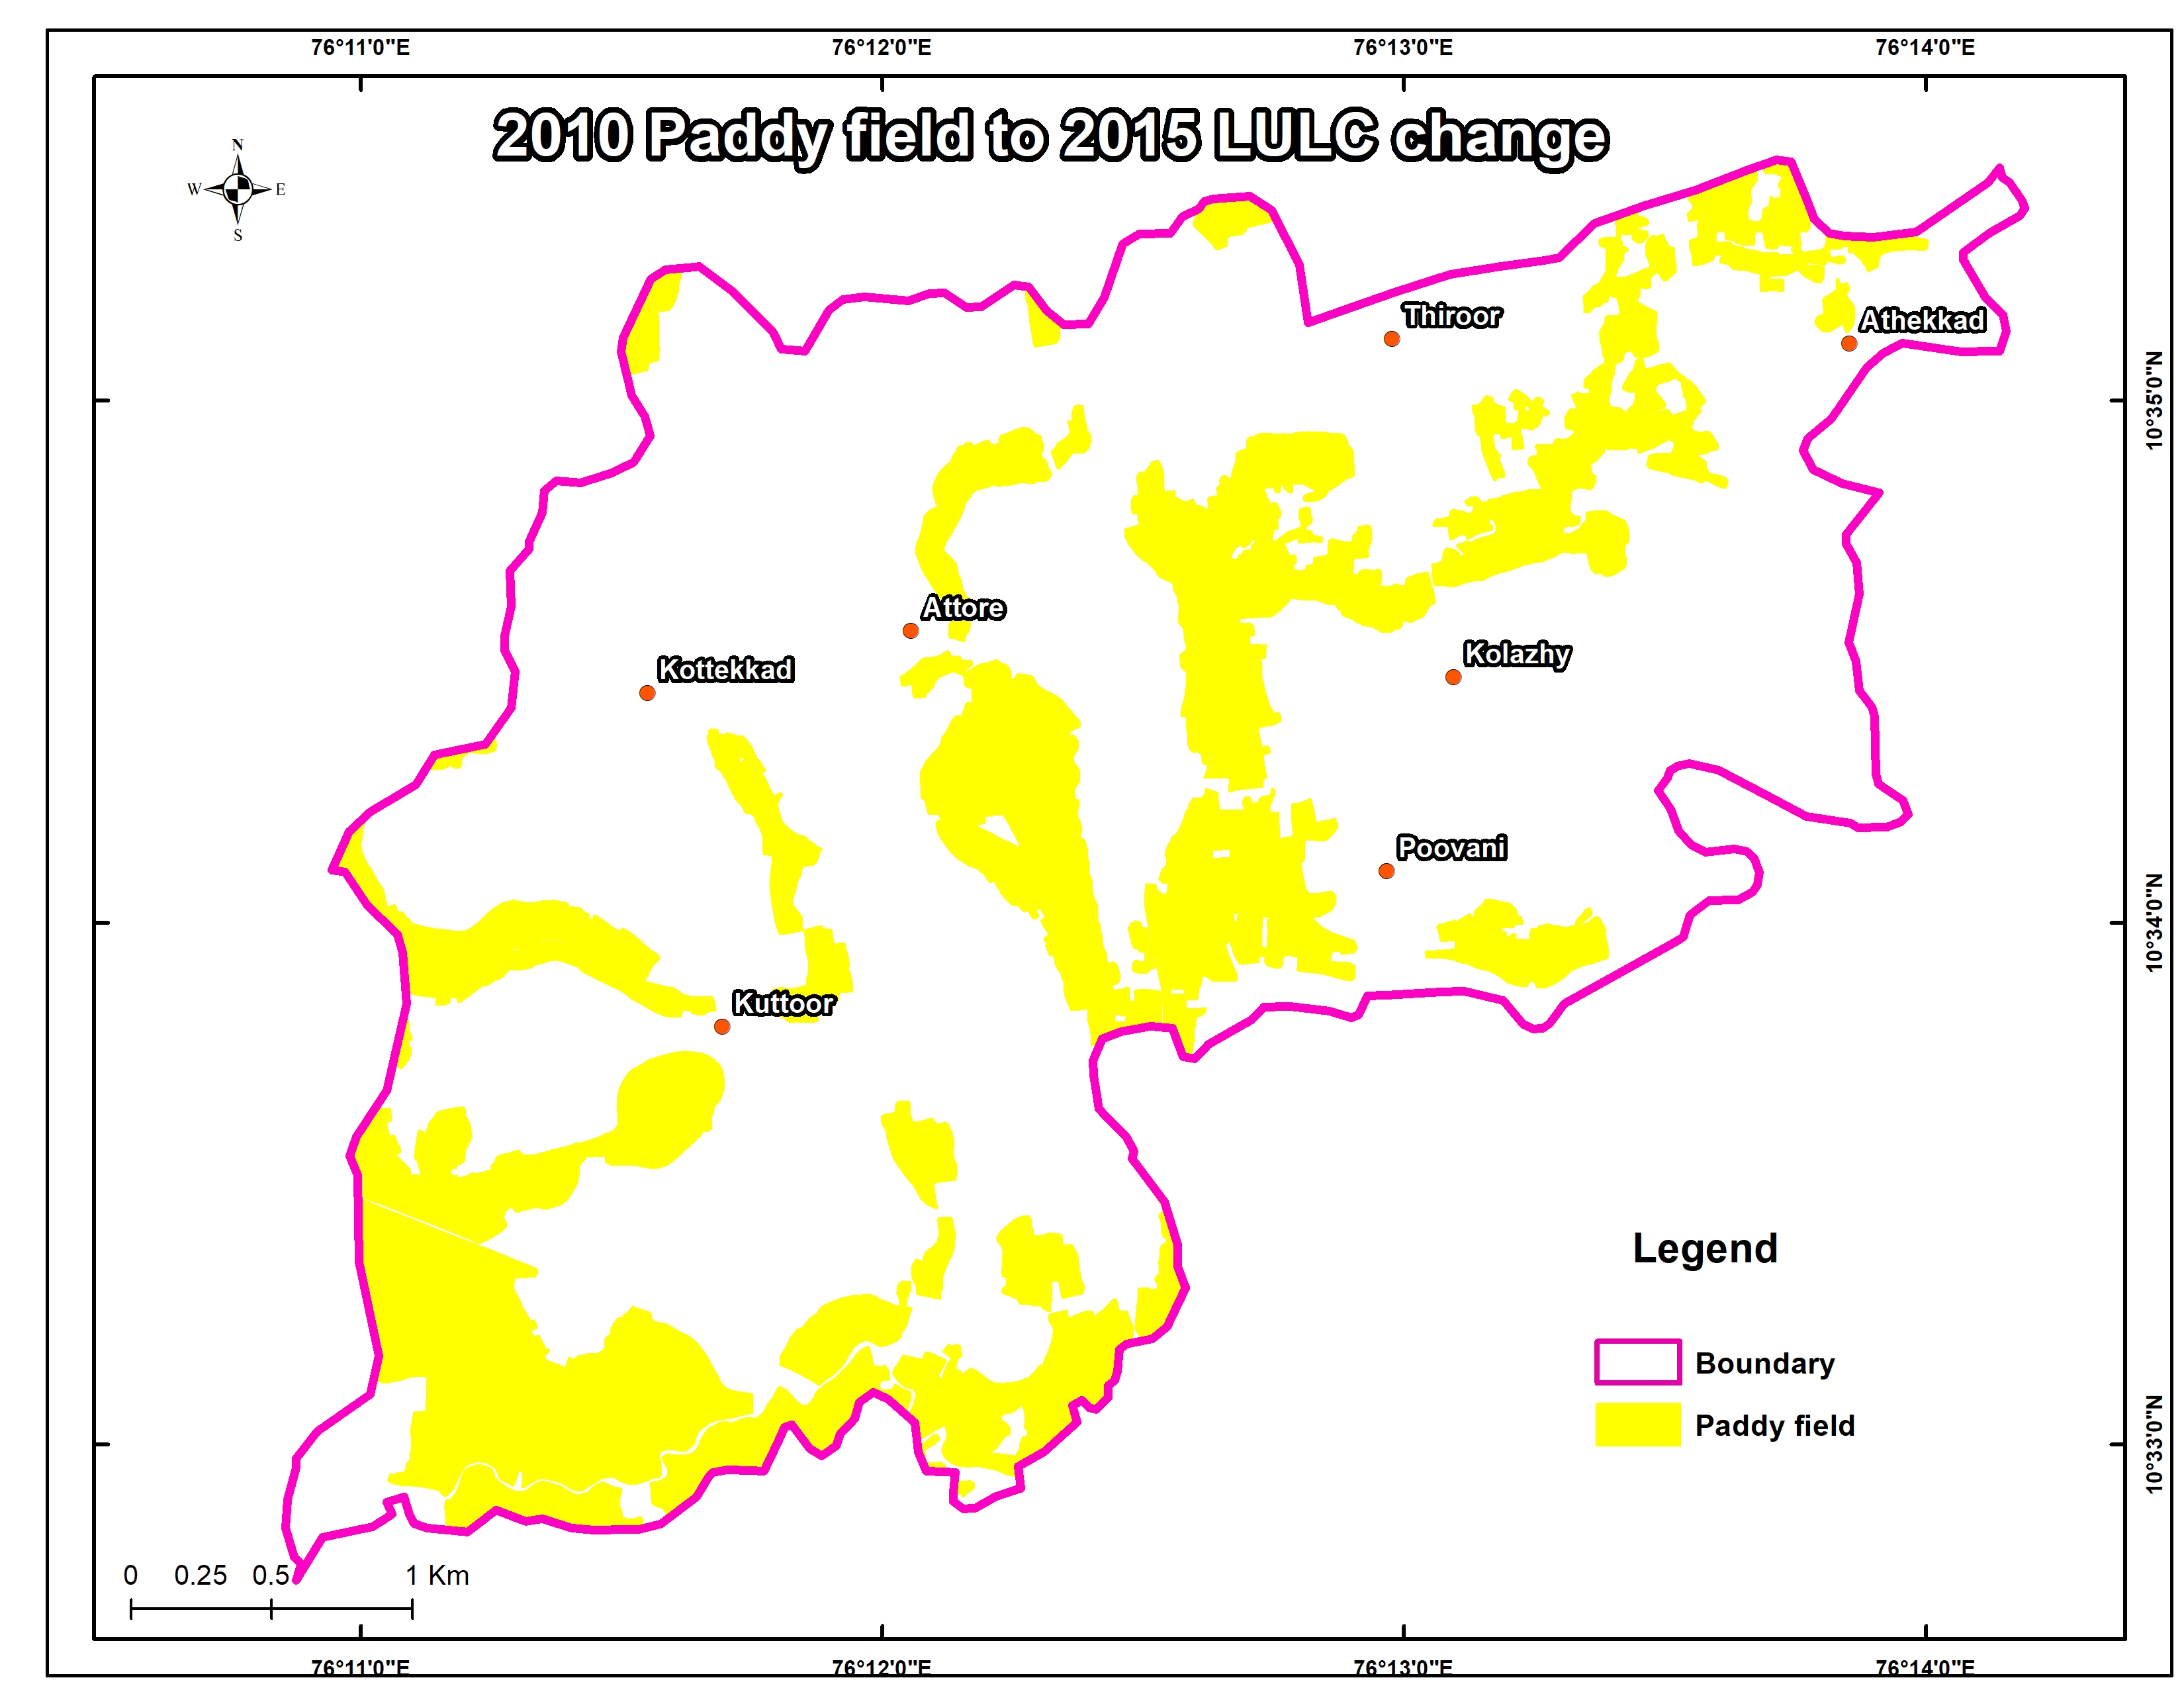 76°11'0"E 76°12'0"E 76°13'0"E 76°14'0"E
2010 Paddy field to 2015 LULC change
N
W E
S
Thiroor
Athekkad
10°35'0"N
Attore
Kottekkad
Kolazhy
Poovani
10°34'0"N
Kuttoor
Legend
Boundary
Paddy field
10°33'0"N
0 0.25 0.5 1 Km
76°11'0"E 76°12'0"E 76°13'0"E 76°14'0"E